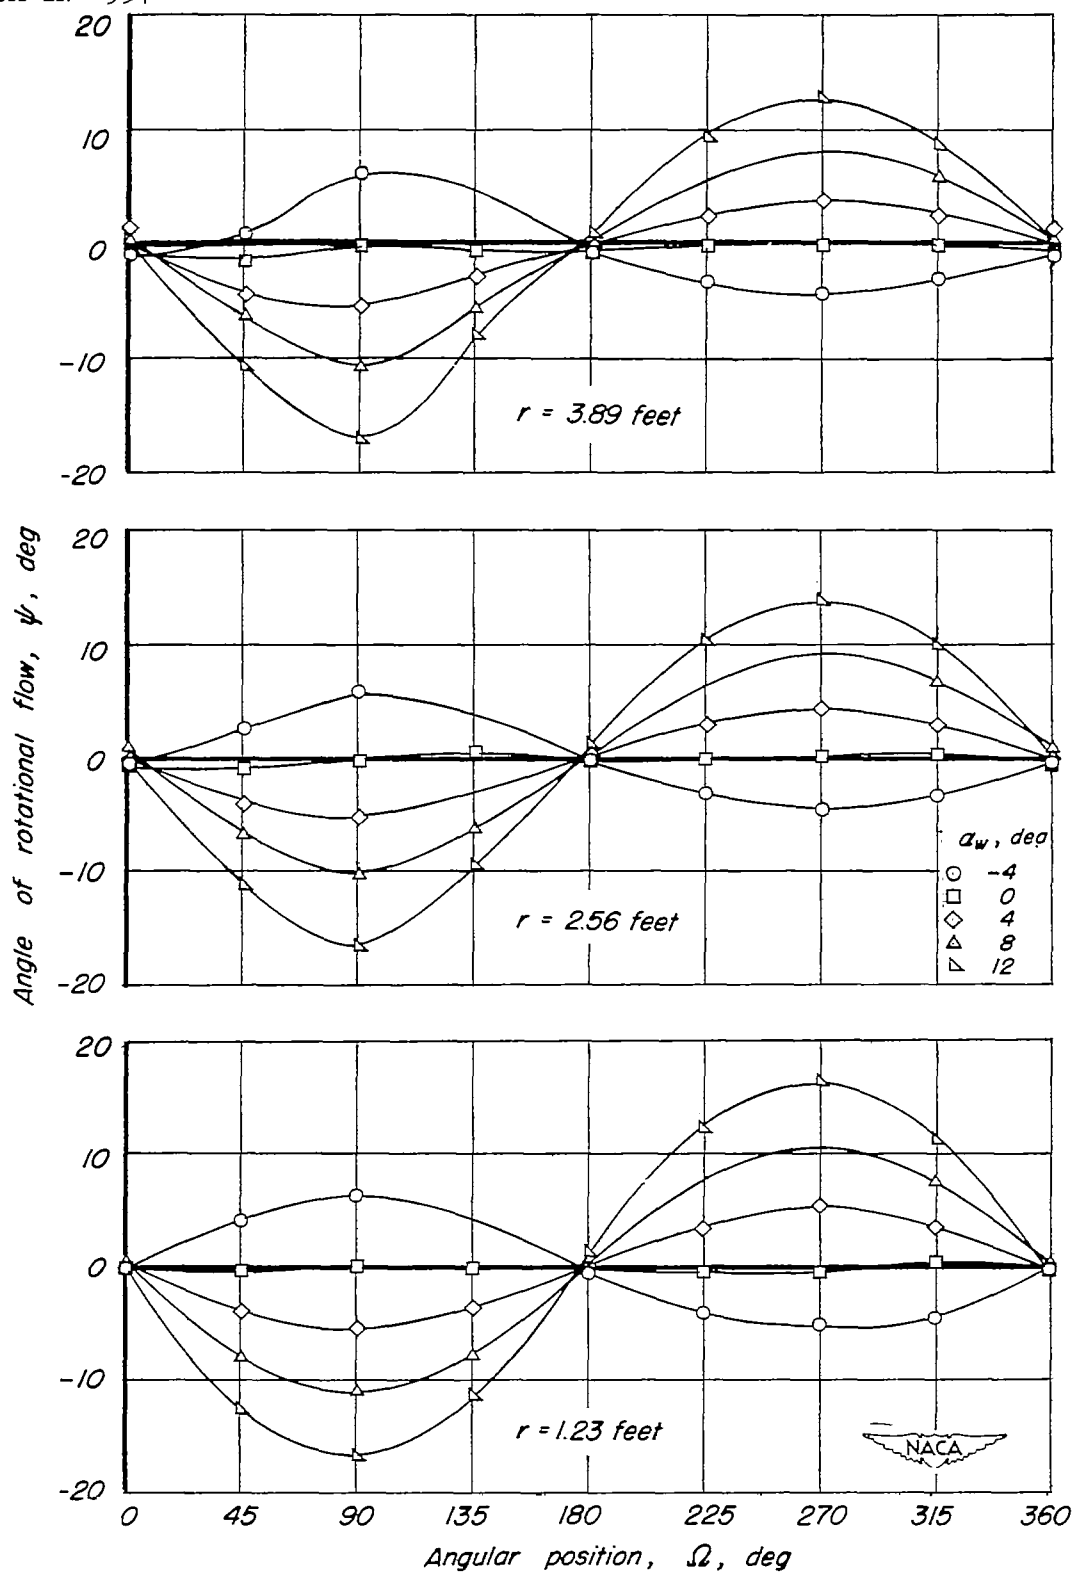 20
10
0
-10
-20
r = 3.89 feet
Angle of rotational flow, ψ, deg
20
10
0
-10
-20
r = 2.56 feet
αw, deg
-4
0
4
8
12
20
10
0
-10
-20
r = 1.23 feet
NACA
0 45 90 135 180 225 270 315 360
Angular position, Ω, deg